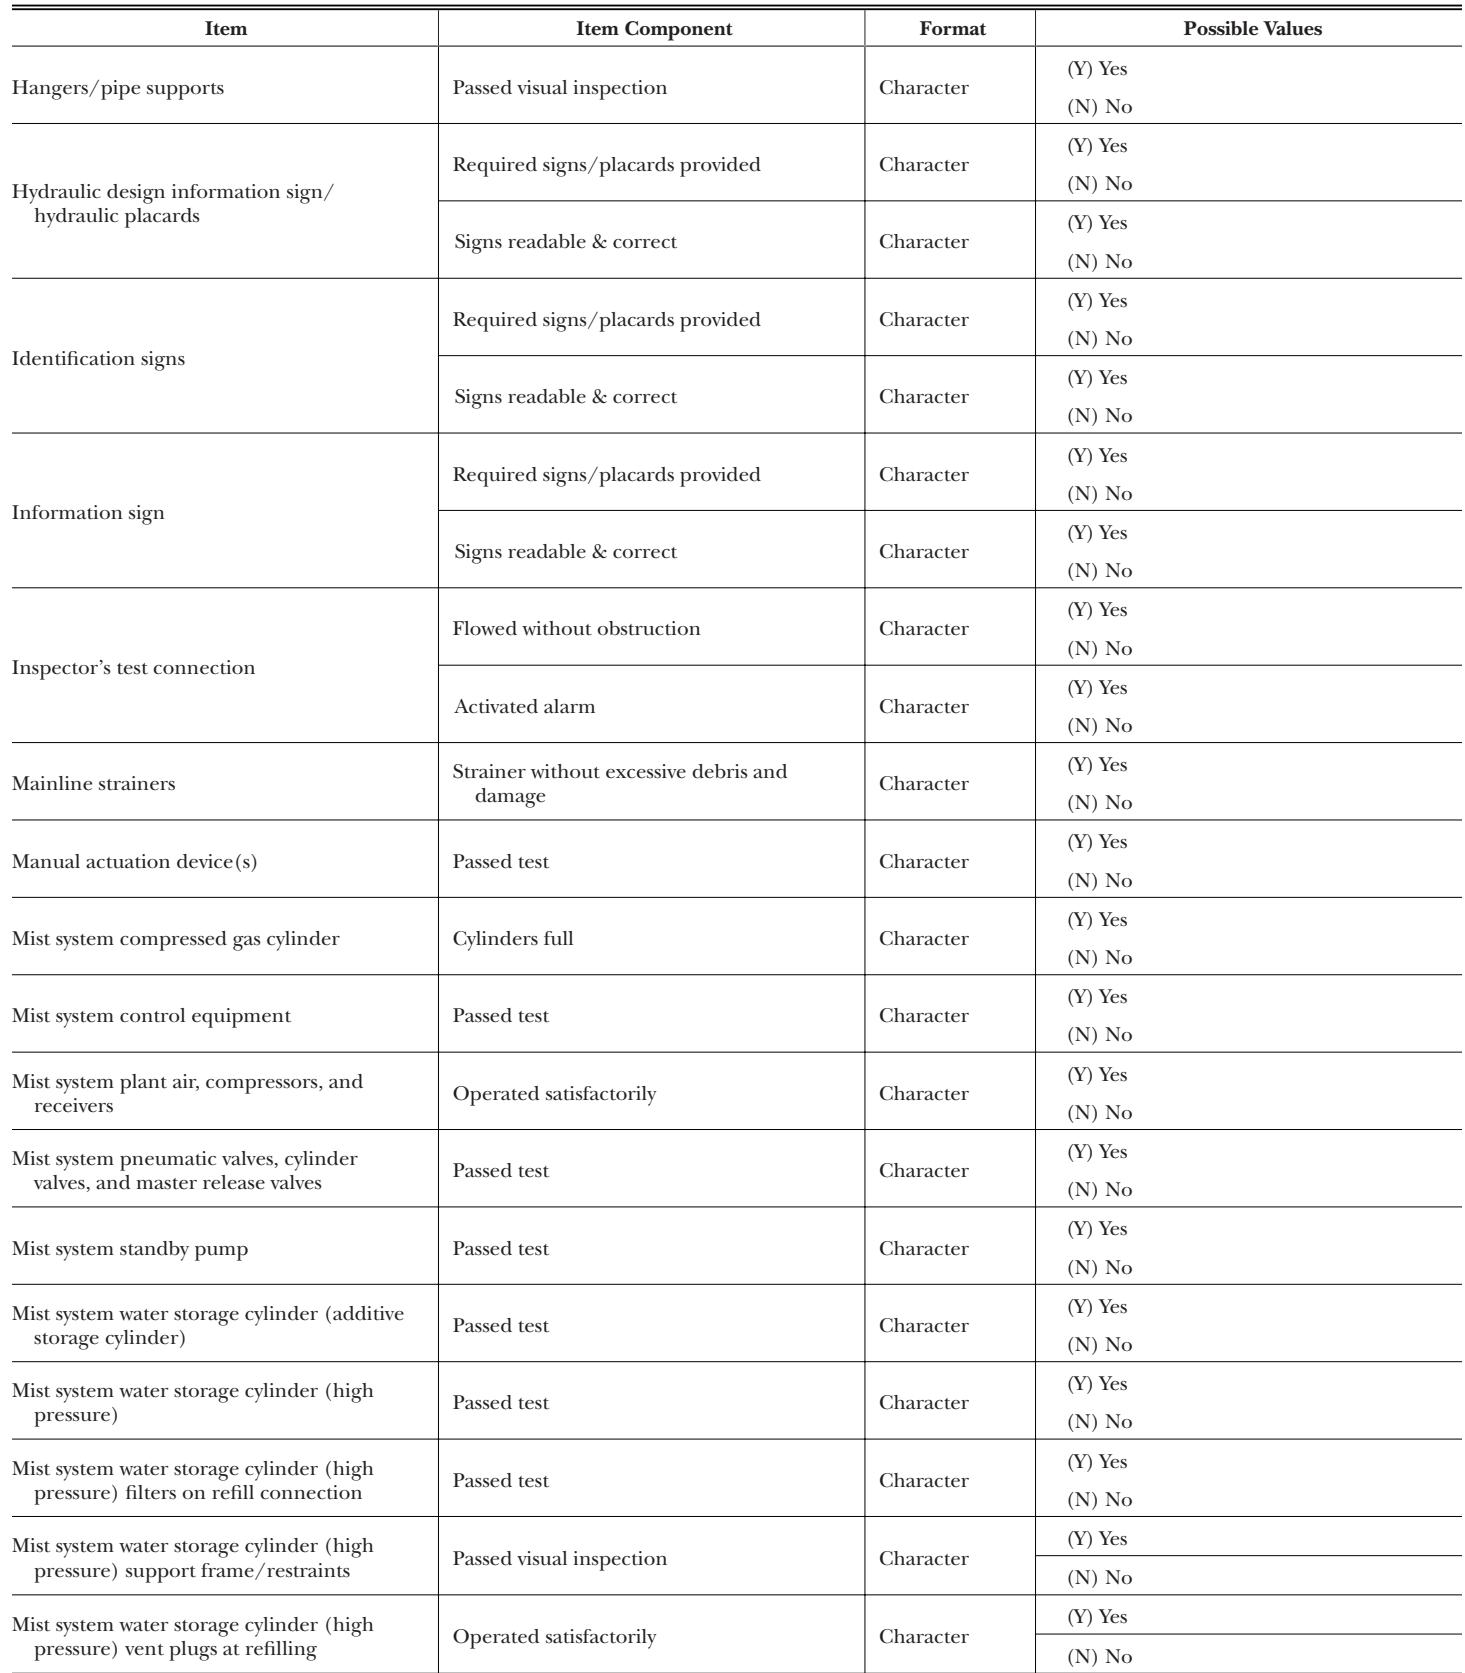 Item Item Component Format Possible Values
Hangers/pipe supports Passed visual inspection Character (Y) Yes
(N) No
Hydraulic design information sign/
hydraulic placards
Required signs/placards provided Character (Y) Yes
(N) No
Signs readable & correct Character (Y) Yes
(N) No
Identification signs
Required signs/placards provided Character (Y) Yes
(N) No
Signs readable & correct Character (Y) Yes
(N) No
Information sign
Required signs/placards provided Character (Y) Yes
(N) No
Signs readable & correct Character (Y) Yes
(N) No
Inspector’s test connection
Flowed without obstruction Character (Y) Yes
(N) No
Activated alarm Character (Y) Yes
(N) No
Mainline strainers
Strainer without excessive debris and
damage
Character (Y) Yes
(N) No
Manual actuation device(s) Passed test Character (Y) Yes
(N) No
Mist system compressed gas cylinder Cylinders full Character (Y) Yes
(N) No
Mist system control equipment Passed test Character (Y) Yes
(N) No
Mist system plant air, compressors, and
receivers
Operated satisfactorily Character (Y) Yes
(N) No
Mist system pneumatic valves, cylinder
valves, and master release valves
Passed test Character (Y) Yes
(N) No
Mist system standby pump Passed test Character (Y) Yes
(N) No
Mist system water storage cylinder (additive
storage cylinder)
Passed test Character (Y) Yes
(N) No
Mist system water storage cylinder (high
pressure)
Passed test Character (Y) Yes
(N) No
Mist system water storage cylinder (high
pressure) filters on refill connection
Passed test Character (Y) Yes
(N) No
Mist system water storage cylinder (high
pressure) support frame/restraints
Passed visual inspection Character (Y) Yes
(N) No
Mist system water storage cylinder (high
pressure) vent plugs at refilling
Operated satisfactorily Character (Y) Yes
(N) No